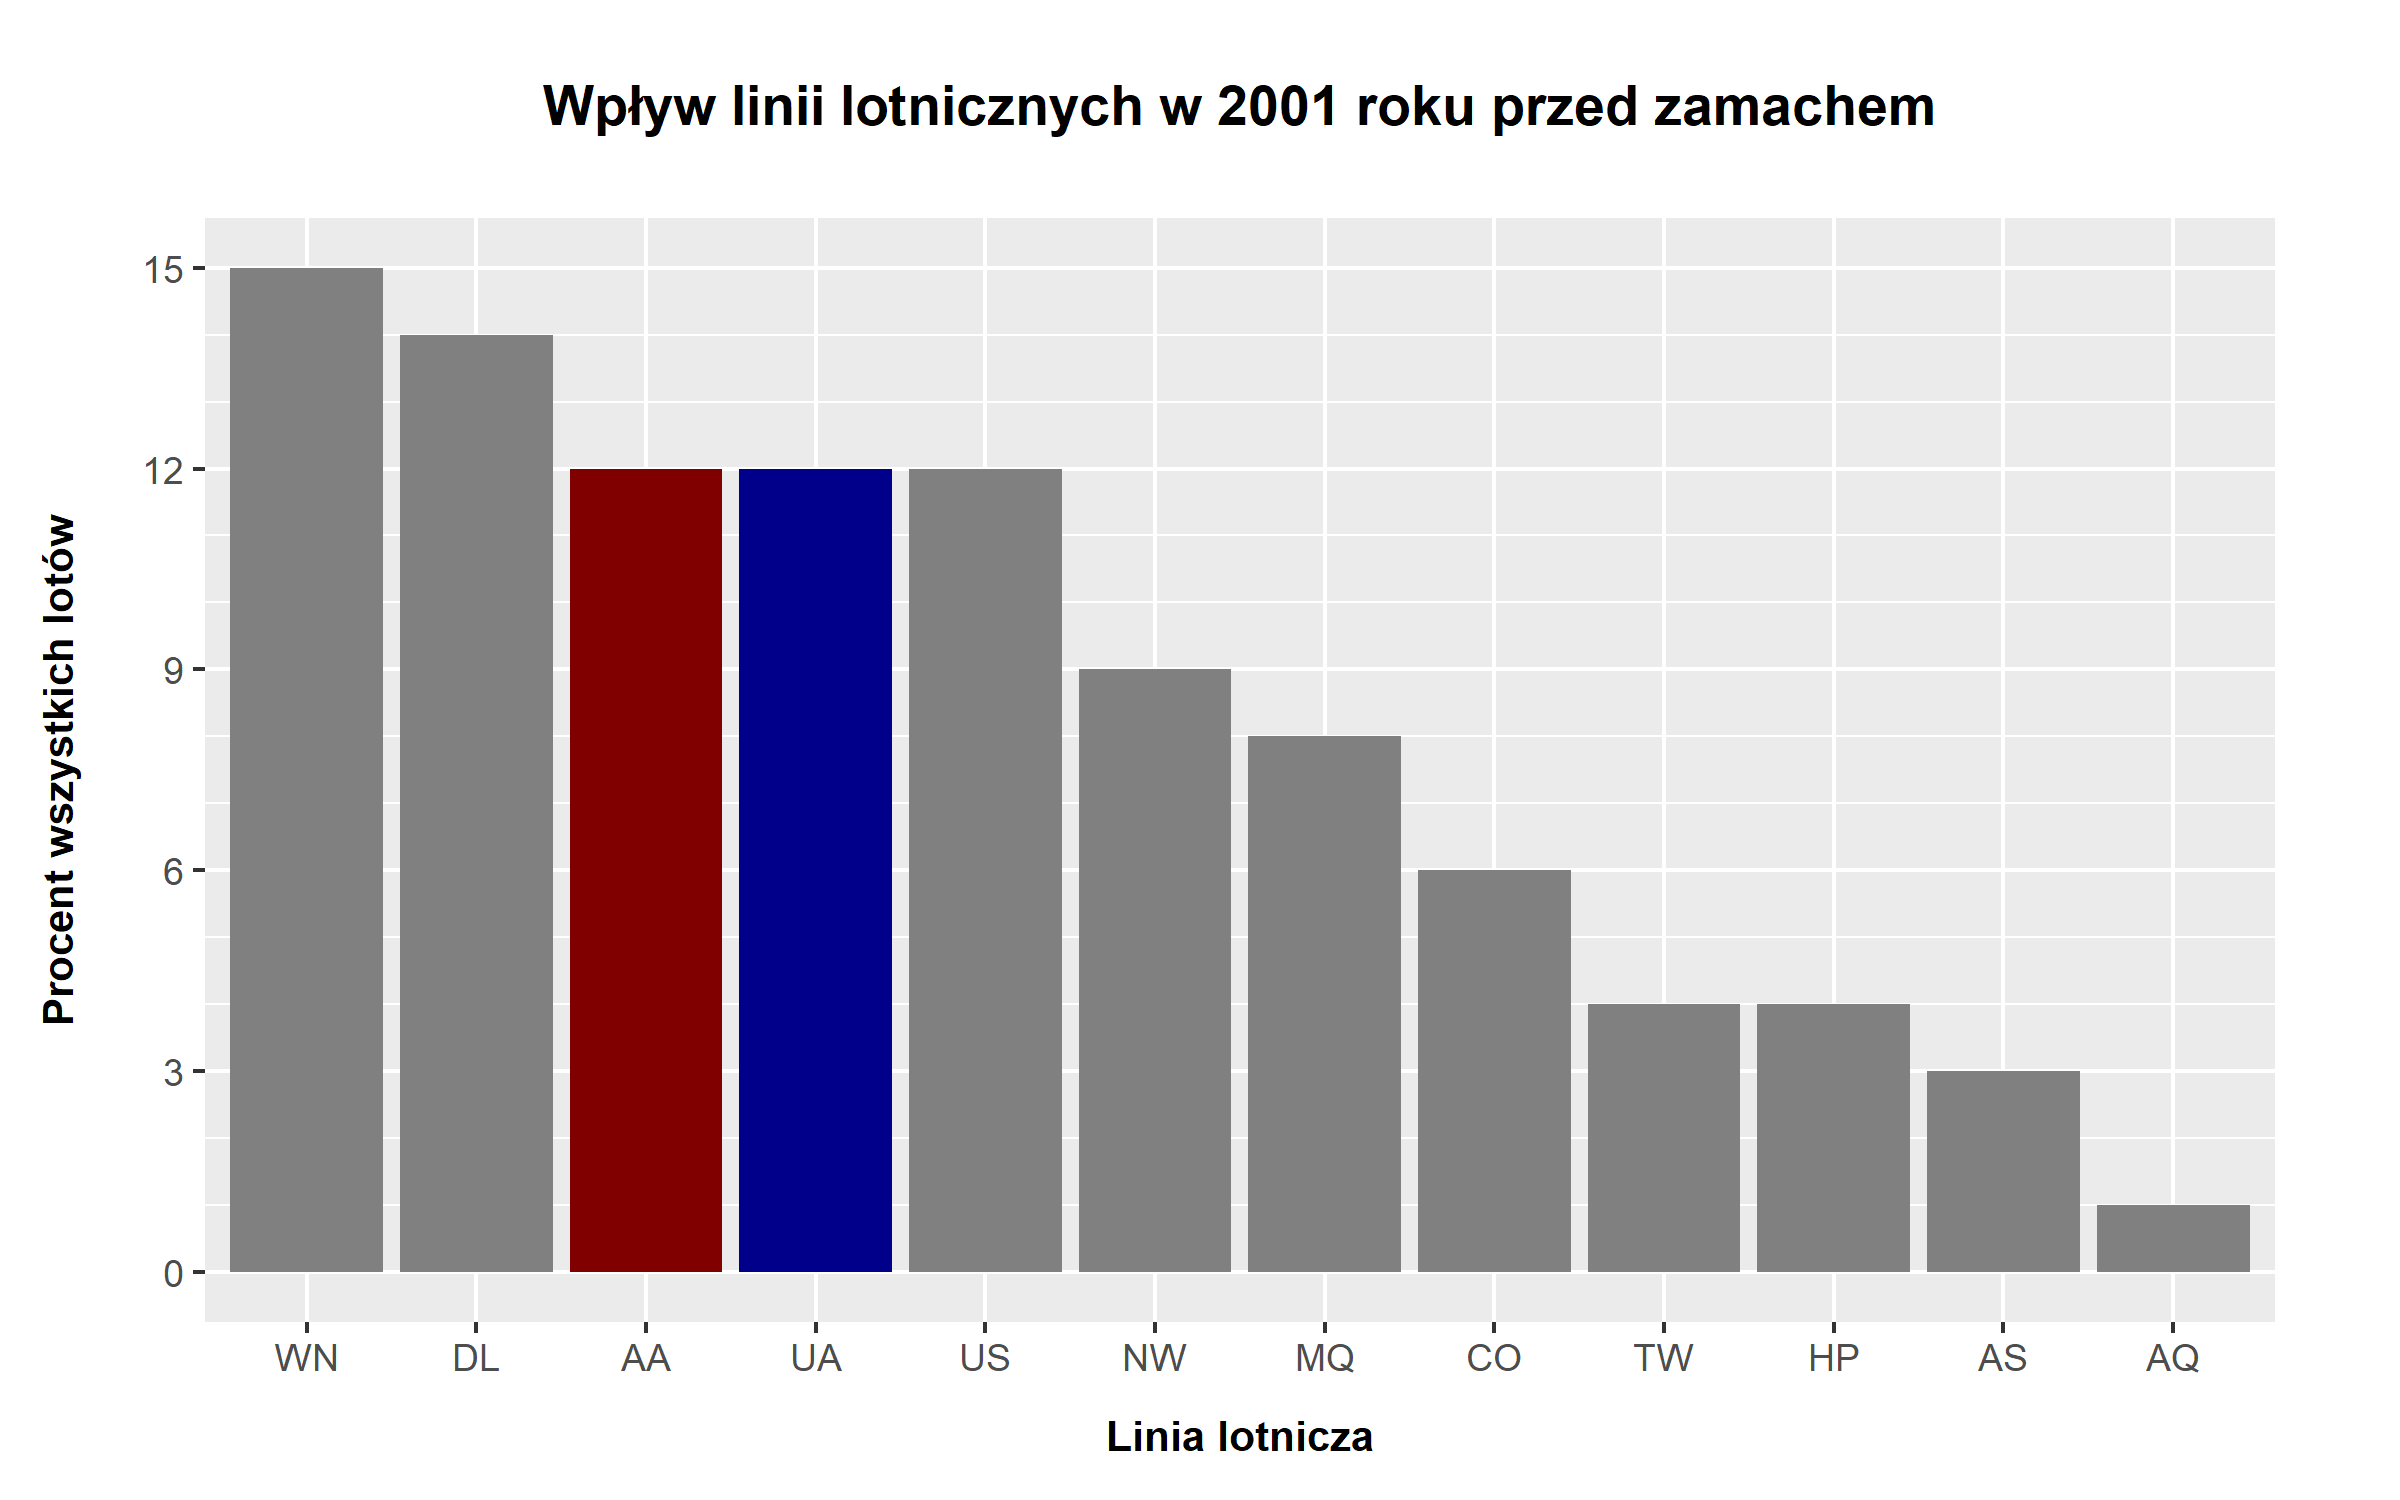 Wpływ linii lotnicznych w 2001 roku przed zamachem
Procent wszystkich lotów
15
12
9
6
3
0
WN DL AA UA US NW MQ CO TW HP AS AQ
Linia lotnicza